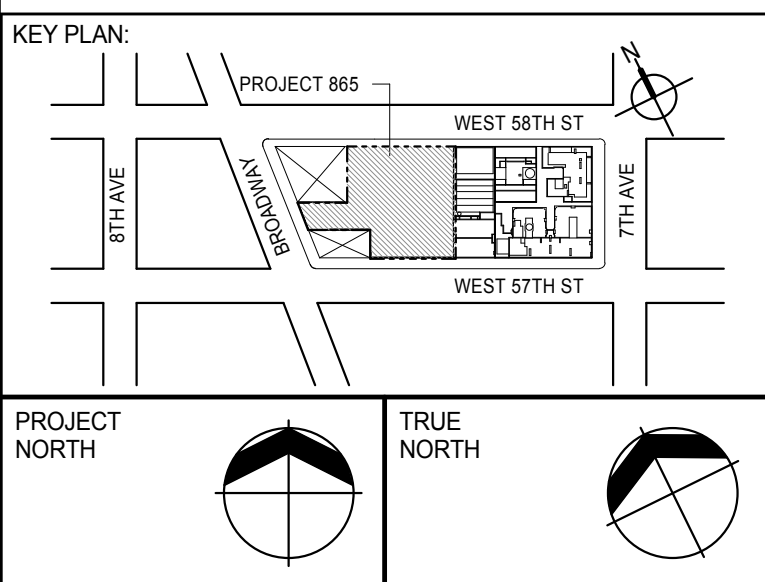 KEY PLAN:
PROJECT 865
N
WEST 58TH ST
8TH AVE
BROADWAY
7TH AVE
WEST 57TH ST
PROJECT
NORTH
TRUE
NORTH